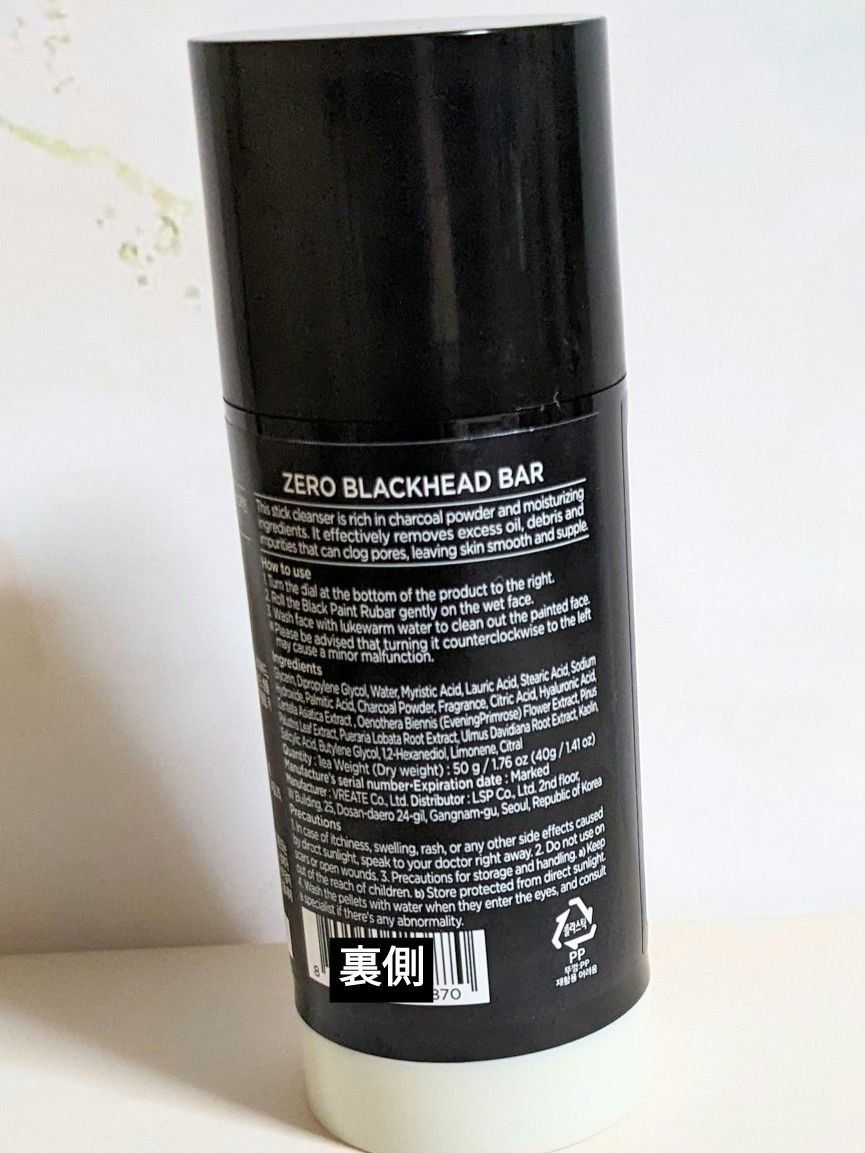 ZERO BLACKHEAD BAR
This stick cleanser is rich in charcoal powder and moisturizing
ingredients. It effectively removes excess oil, debris and
impurities that can clog pores, leaving skin smooth and supple.
How to use
1. Turn the dial at the bottom of the product to the right.
2. Roll the Black Paint Rubar gently on the wet face.
3. Wash face with lukewarm water to clean out the painted face.
※ Please be advised that turning it counterclockwise to the left
may cause a minor malfunction.
Ingredients
Glycerin, Dipropylene Glycol, Water, Myristic Acid, Lauric Acid, Stearic Acid, Sodium
Hydroxide, Palmitic Acid, Charcoal Powder, Fragrance, Citric Acid, Hyaluronic Acid,
Centella Asiatica Extract, Oenothera Biennis (EveningPrimrose) Flower Extract, Pinus
Palustris Leaf Extract, Pueraria Lobata Root Extract, Ulmus Davidiana Root Extract, Kaolin,
Salicylic Acid, Butylene Glycol, 1,2-Hexanediol, Limonene, Citral
Quantity : 1ea Weight (Dry weight) : 50 g / 1.76 oz (40g / 1.41 oz)
Manufacture's serial number·Expiration date : Marked
Manufacturer : VREATE Co., Ltd. Distributor : LSP Co., Ltd. 2nd floor,
W Building, 25, Dosan-daero 24-gil, Gangnam-gu, Seoul, Republic of Korea
Precautions
1. In case of itchiness, swelling, rash, or any other side effects caused
by direct sunlight, speak to your doctor right away. 2. Do not use on
scars or open wounds. 3. Precautions for storage and handling. a) Keep
out of the reach of children. b) Store protected from direct sunlight.
4. Wash the pellets with water when they enter the eyes, and consult
a specialist if there's any abnormality.
플라스틱
PP
뚜껑:PP
재활용 어려움
8
裏側
870